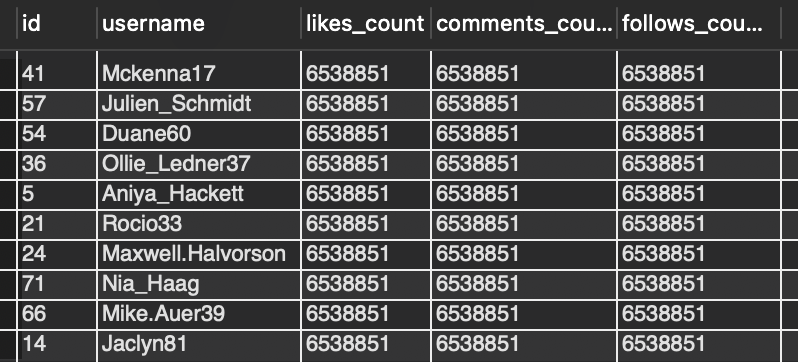 id username likes_count comments_cou... follows_cou...
41 Mckenna17 6538851 6538851 6538851
57 Julien_Schmidt 6538851 6538851 6538851
54 Duane60 6538851 6538851 6538851
36 Ollie_Ledner37 6538851 6538851 6538851
5 Aniya_Hackett 6538851 6538851 6538851
21 Rocio33 6538851 6538851 6538851
24 Maxwell.Halvorson 6538851 6538851 6538851
71 Nia_Haag 6538851 6538851 6538851
66 Mike.Auer39 6538851 6538851 6538851
14 Jaclyn81 6538851 6538851 6538851